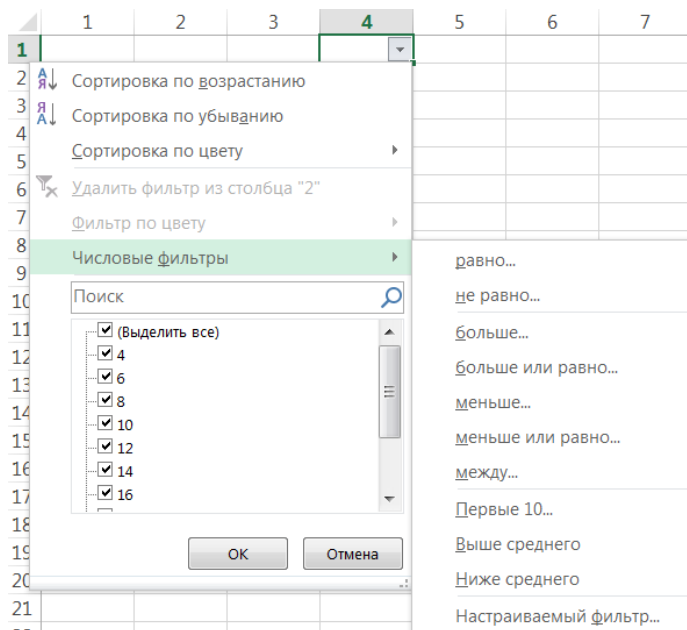 1 2 3 4 5 6 7
1
2
3
4
5
6
7
8
9
10
11
12
13
14
15
16
17
18
19
20
21
Сортировка по возрастанию
Сортировка по убыванию
Сортировка по цвету
Удалить фильтр из столбца "2"
Фильтр по цвету
Числовые фильтры
Поиск
(Выделить все)
4
6
8
10
12
14
16
ОК
Отмена
равно...
не равно...
больше...
больше или равно...
меньше...
меньше или равно...
между...
Первые 10...
Выше среднего
Ниже среднего
Настраиваемый фильтр...